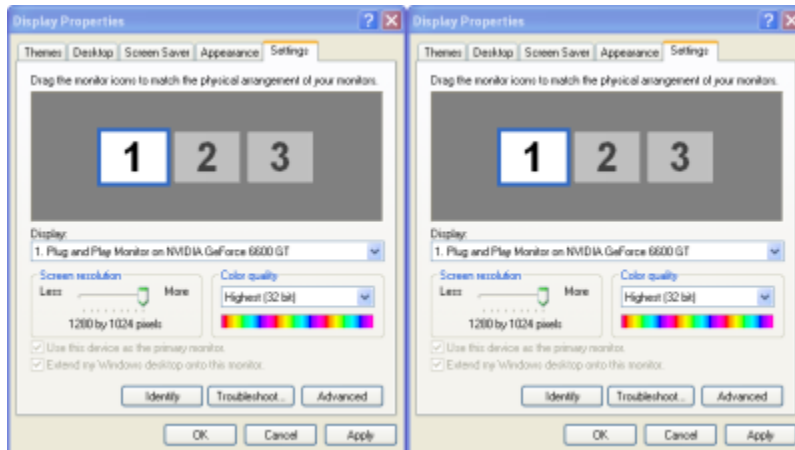 Display Properties
Themes Desktop Screen Saver Appearance Settings
Drag the monitor icons to match the physical arrangement of your monitors.
1 2 3
Display:
1. Plug and Play Monitor on NVIDIA GeForce 6600 GT
Screen resolution
Less More
1280 by 1024 pixels
Color quality
Highest (32 bit)
Use this device as the primary monitor.
Extend my Windows desktop onto this monitor.
Identify Troubleshoot... Advanced
OK Cancel Apply
Display Properties
Themes Desktop Screen Saver Appearance Settings
Drag the monitor icons to match the physical arrangement of your monitors.
1 2 3
Display:
1. Plug and Play Monitor on NVIDIA GeForce 6600 GT
Screen resolution
Less More
1280 by 1024 pixels
Color quality
Highest (32 bit)
Use this device as the primary monitor.
Extend my Windows desktop onto this monitor.
Identify Troubleshoot... Advanced
OK Cancel Apply